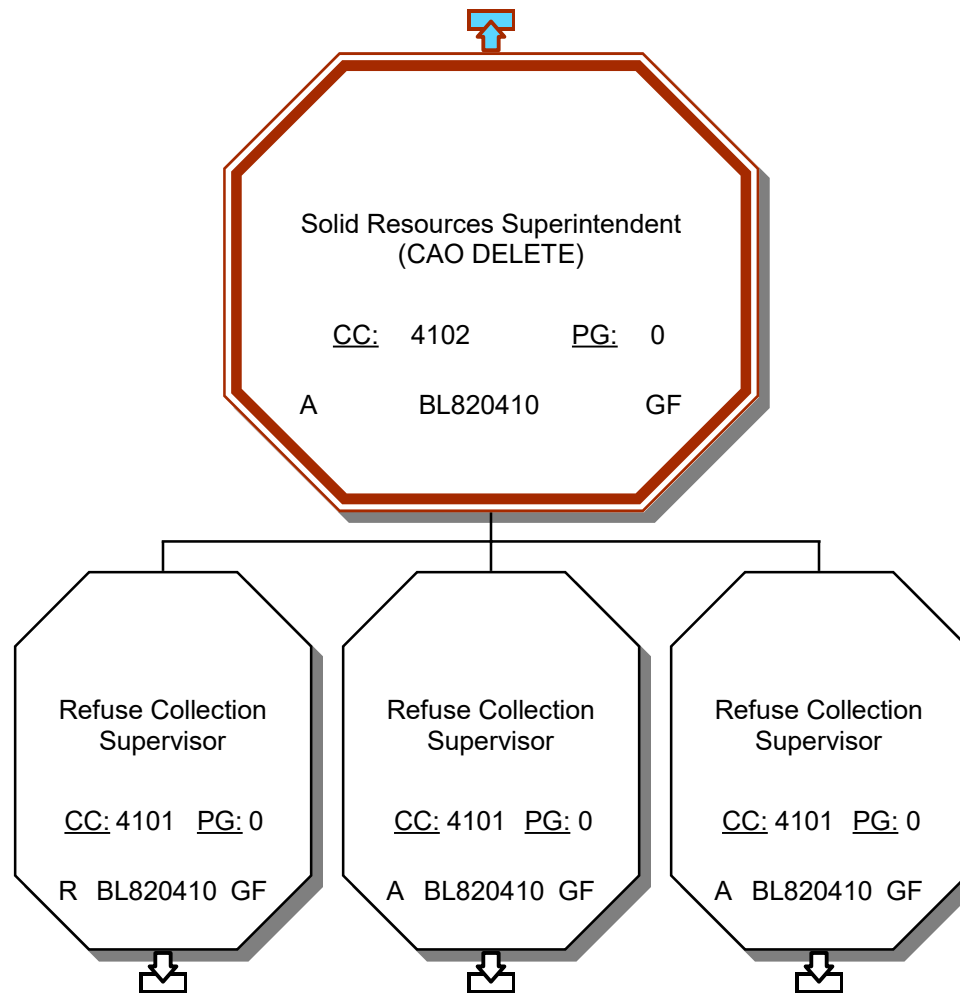 Solid Resources Superintendent
(CAO DELETE)
CC: 4102 PG: 0
A BL820410 GF
Refuse Collection
Supervisor
CC: 4101 PG: 0
R BL820410 GF
Refuse Collection
Supervisor
CC: 4101 PG: 0
A BL820410 GF
Refuse Collection
Supervisor
CC: 4101 PG: 0
A BL820410 GF